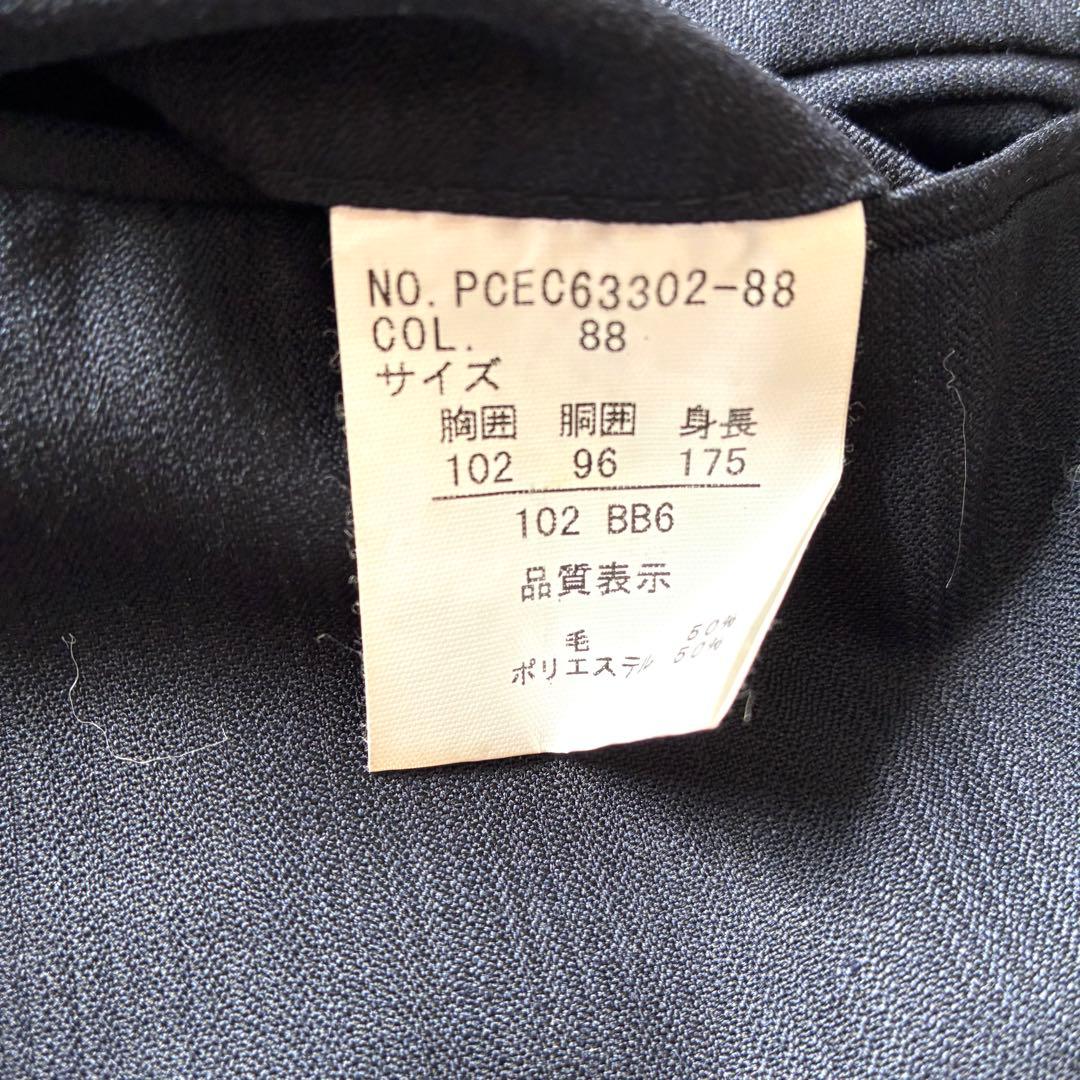 NO. PCEC63302-88
COL. 88
サイズ
胸囲 胴囲 身長
102 96 175
102 BB6
品質表示
毛 50%
ポリエステル 50%